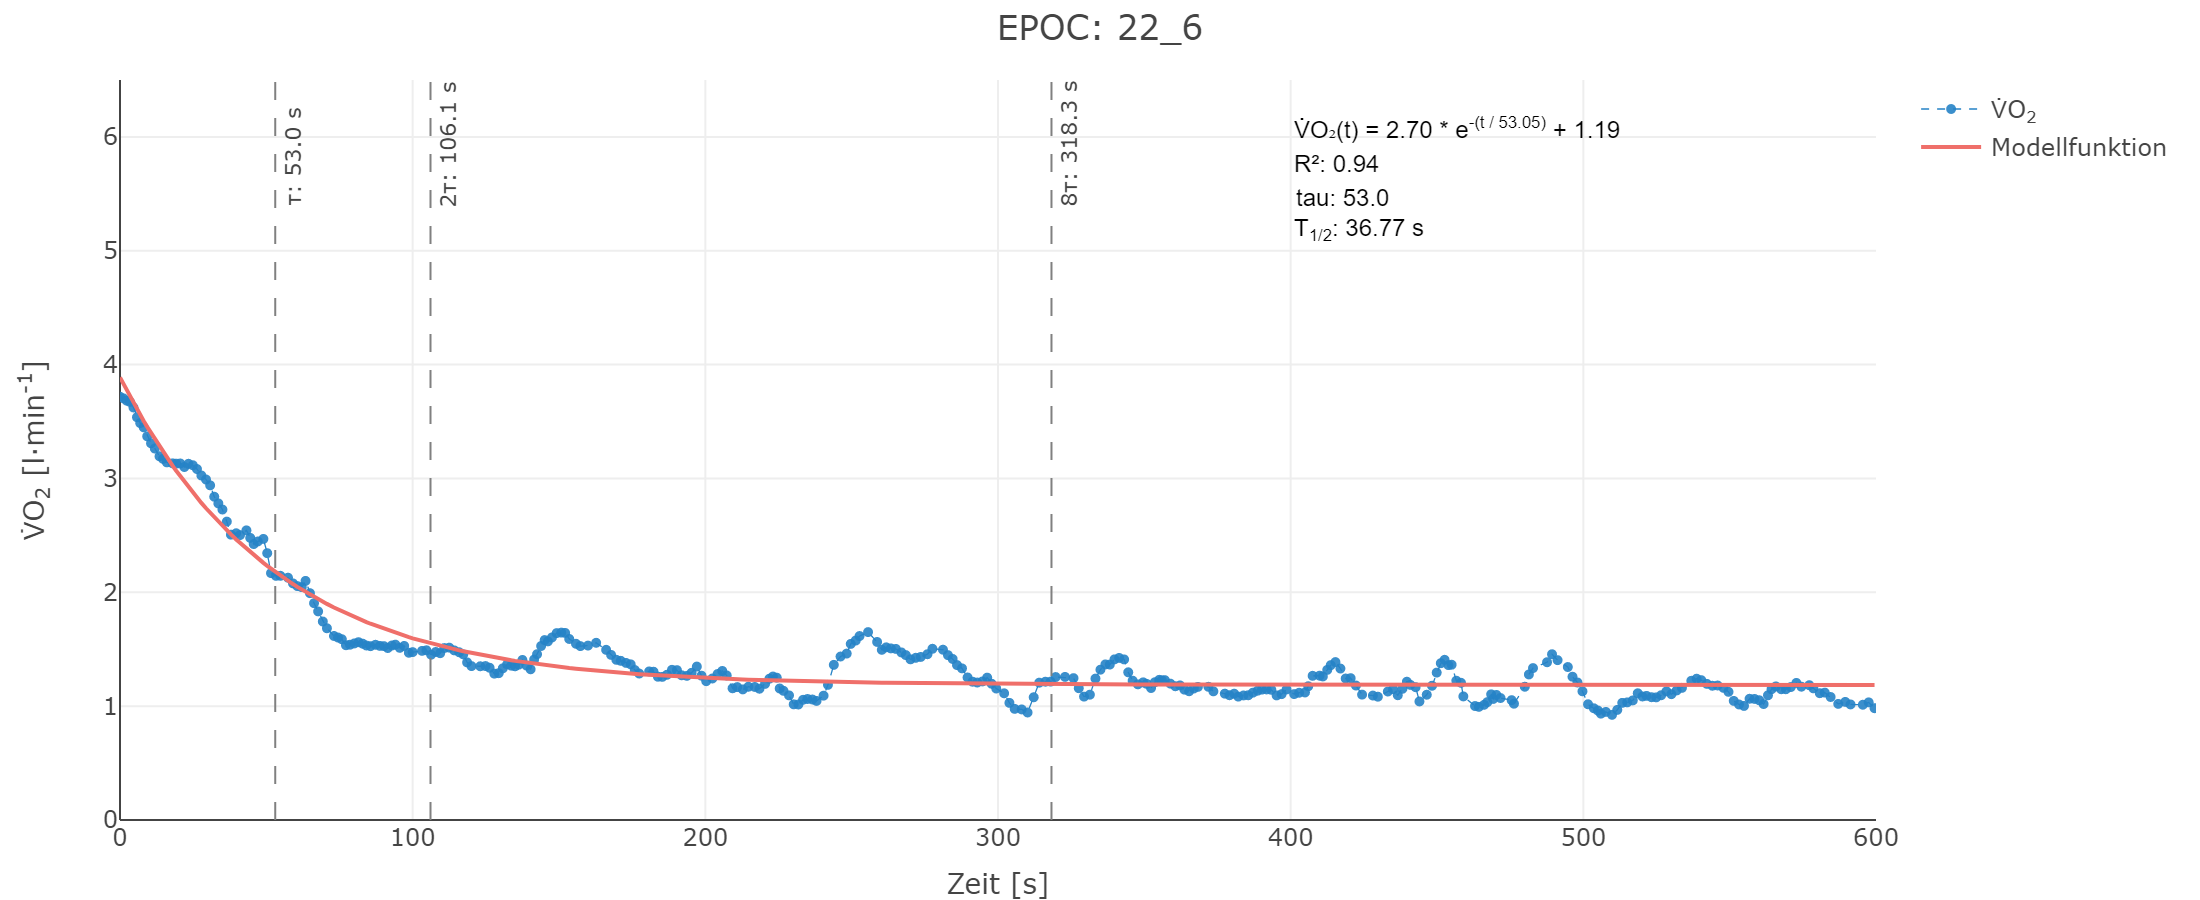 EPOC: 22_6
τ: 53.0 s
2τ: 106.1 s
8τ: 318.3 s
V̇O₂(t) = 2.70 * e⁻⁽ᵗ ᐟ ⁵³·⁰⁵⁾ + 1.19
R²: 0.94
tau: 53.0
T₁/₂: 36.77 s
V̇O₂
Modellfunktion
V̇O₂ [l·min⁻¹]
6
5
4
3
2
1
0
0 100 200 300 400 500 600
Zeit [s]